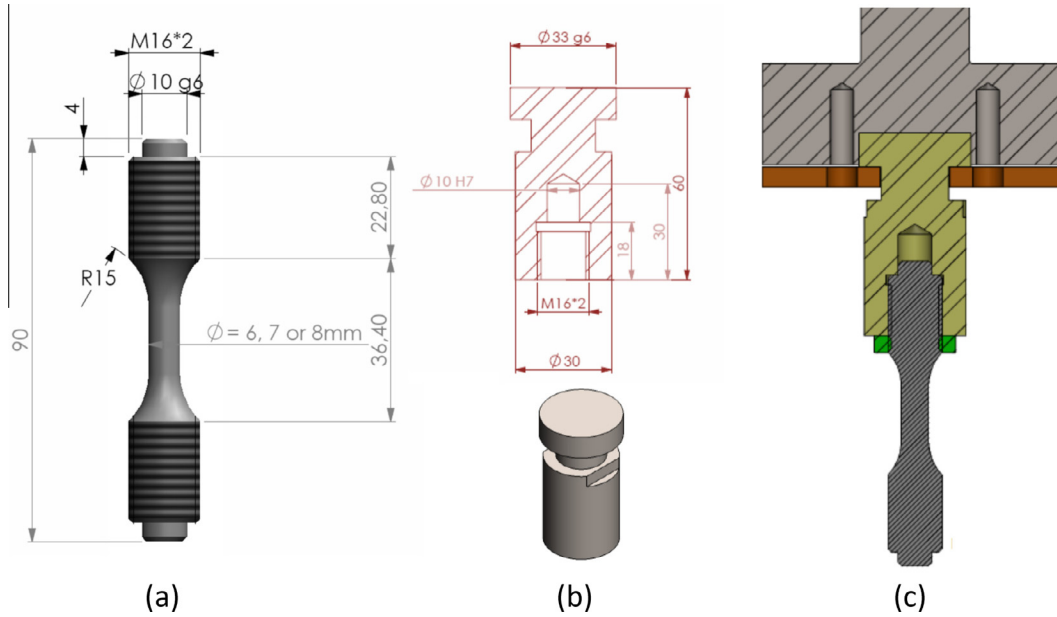 M16*2
Ø 10 g6
4
22,80
R15
90
Ø = 6, 7 or 8mm
36,40
Ø 33 g6
Ø 10 H7
60
30
18
M16*2
Ø 30
(a)
(b)
(c)